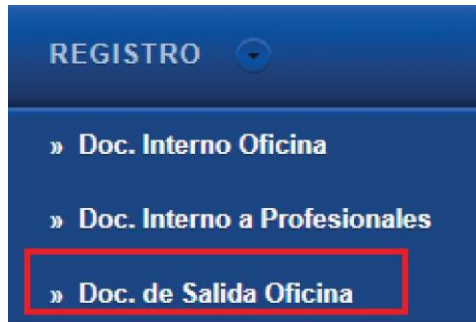 REGISTRO
» Doc. Interno Oficina
» Doc. Interno a Profesionales
» Doc. de Salida Oficina